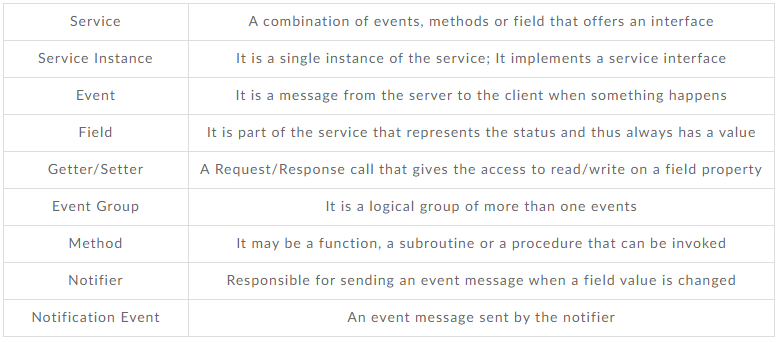 Service A combination of events, methods or field that offers an interface
Service Instance It is a single instance of the service; It implements a service interface
Event It is a message from the server to the client when something happens
Field It is part of the service that represents the status and thus always has a value
Getter/Setter A Request/Response call that gives the access to read/write on a field property
Event Group It is a logical group of more than one events
Method It may be a function, a subroutine or a procedure that can be invoked
Notifier Responsible for sending an event message when a field value is changed
Notification Event An event message sent by the notifier